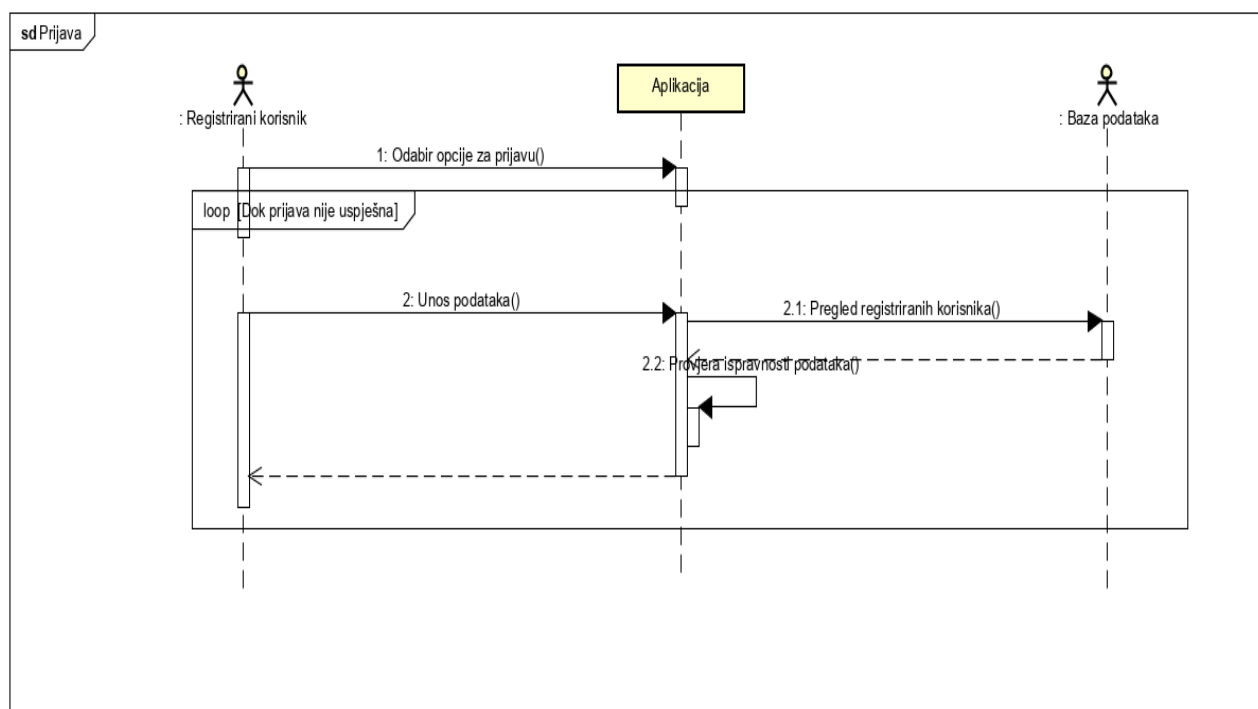 sd Prijava
: Registrirani korisnik
Aplikacija
: Baza podataka
1: Odabir opcije za prijavu()
loop [Dok prijava nije uspješna]
2: Unos podataka()
2.1: Pregled registriranih korisnika()
2.2: Provjera ispravnosti podataka()